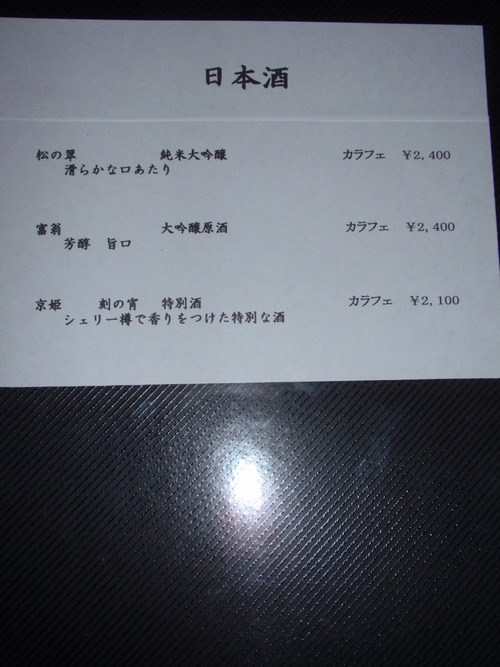 日本酒
松の翠 純米大吟醸 カラフェ ￥2,400
滑らかな口あたり
富翁 大吟醸原酒 カラフェ ￥2,400
芳醇 旨口
京姫 刻の宵 特別酒 カラフェ ￥2,100
シェリー樽で香りをつけた特別な酒